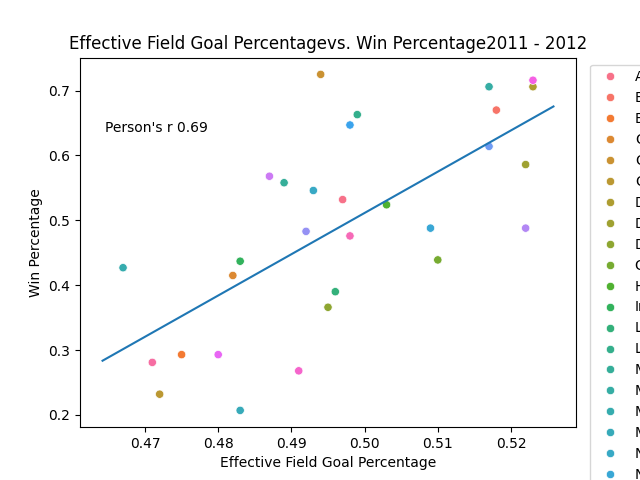 Effective Field Goal Percentagevs. Win Percentage2011 - 2012
Person's r 0.69
Win Percentage
0.7
0.6
0.5
0.4
0.3
0.2
0.47 0.48 0.49 0.50 0.51 0.52
Effective Field Goal Percentage